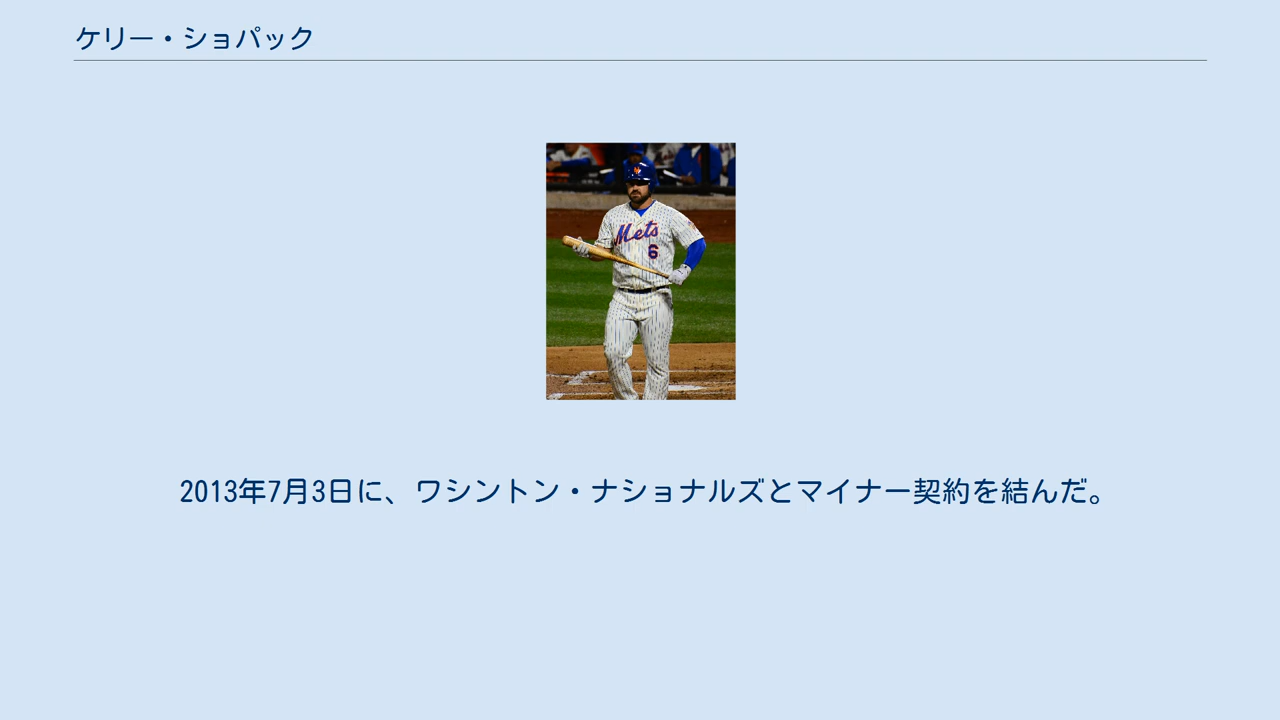 ケリー・ショパック
Mets
6
2013年7月3日に、ワシントン・ナショナルズとマイナー契約を結んだ。